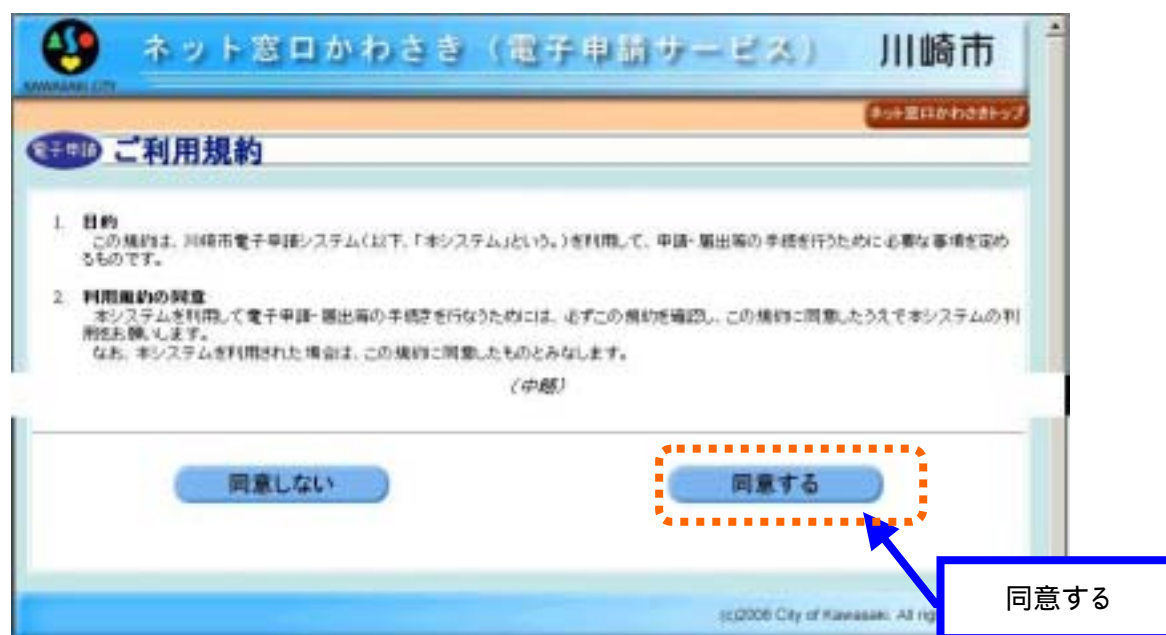 ネット窓口かわさき(電子申請サービス)
川崎市
KAWASAKI CITY
ネット窓口かわさきトップ
電子申請 ご利用規約
1. 目的
この規約は、川崎市電子申請システム(以下、「本システム」という。)を利用して、申請・届出等の手続を行うために必要な事項を定め
るものです。
2. 利用規約の同意
本システムを利用して電子申請・届出等の手続きを行なうためには、必ずこの規約を確認し、この規約に同意したうえで本システムの利
用をお願いします。
なお、本システムを利用された場合は、この規約に同意したものとみなします。
(中略)
同意しない
同意する
同意する
(c)2006 City of Kawasaki. All